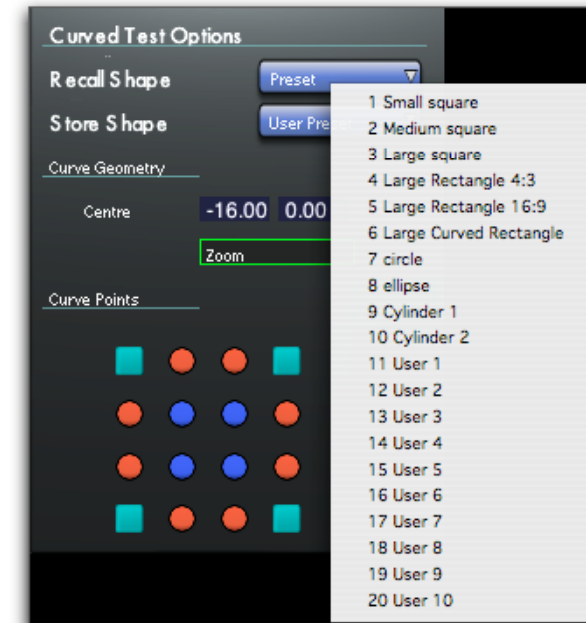 Curved Test Options
Recall Shape
Preset
Store Shape
User Pre
Curve Geometry
Centre
-16.00 0.00
Zoom
Curve Points
1 Small square
2 Medium square
3 Large square
4 Large Rectangle 4:3
5 Large Rectangle 16:9
6 Large Curved Rectangle
7 circle
8 ellipse
9 Cylinder 1
10 Cylinder 2
11 User 1
12 User 2
13 User 3
14 User 4
15 User 5
16 User 6
17 User 7
18 User 8
19 User 9
20 User 10